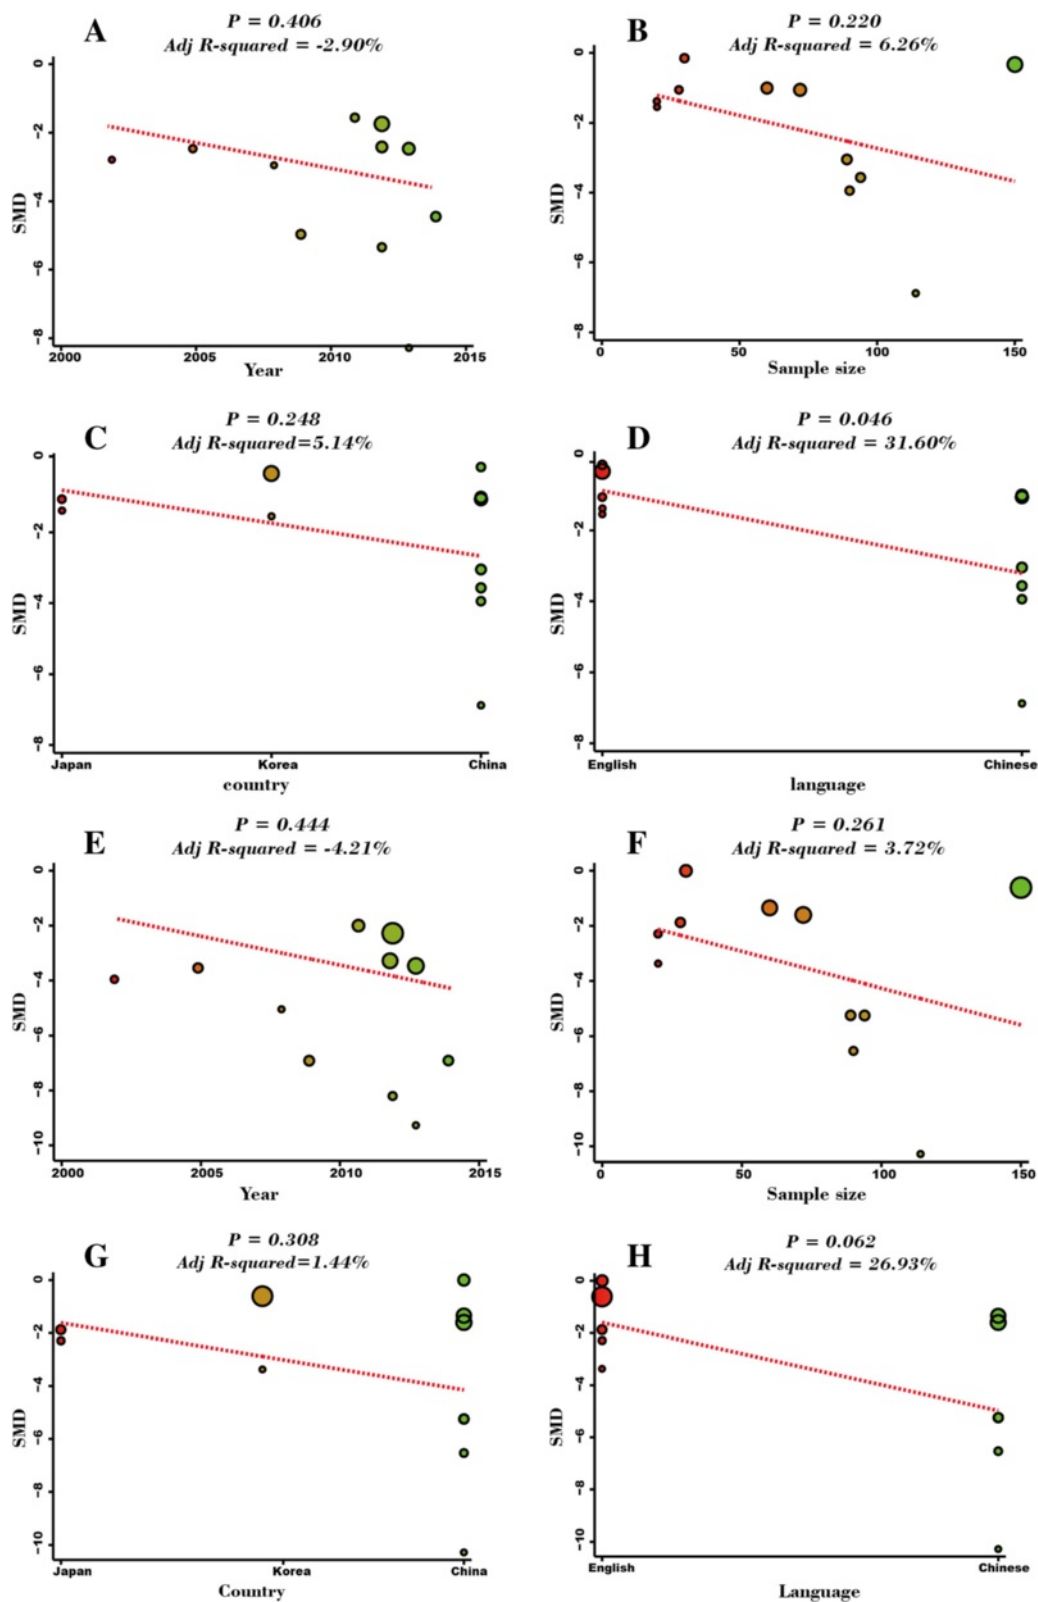 A
P = 0.406
Adj R-squared = -2.90%
0
-2
-4
-6
-8
SMD
2000 2005 2010 2015
Year
B
P = 0.220
Adj R-squared = 6.26%
0
-2
-4
-6
-8
SMD
0 50 100 150
Sample size
C
P = 0.248
Adj R-squared=5.14%
0
-2
-4
-6
-8
SMD
Japan Korea China
country
D
P = 0.046
Adj R-squared = 31.60%
0
-2
-4
-6
-8
SMD
English Chinese
language
E
P = 0.444
Adj R-squared = -4.21%
0
-2
-4
-6
-8
-10
SMD
2000 2005 2010 2015
Year
F
P = 0.261
Adj R-squared = 3.72%
0
-2
-4
-6
-8
-10
SMD
0 50 100 150
Sample size
G
P = 0.308
Adj R-squared=1.44%
0
-2
-4
-6
-8
-10
SMD
Japan Korea China
Country
H
P = 0.062
Adj R-squared = 26.93%
0
-2
-4
-6
-8
-10
SMD
English Chinese
Language